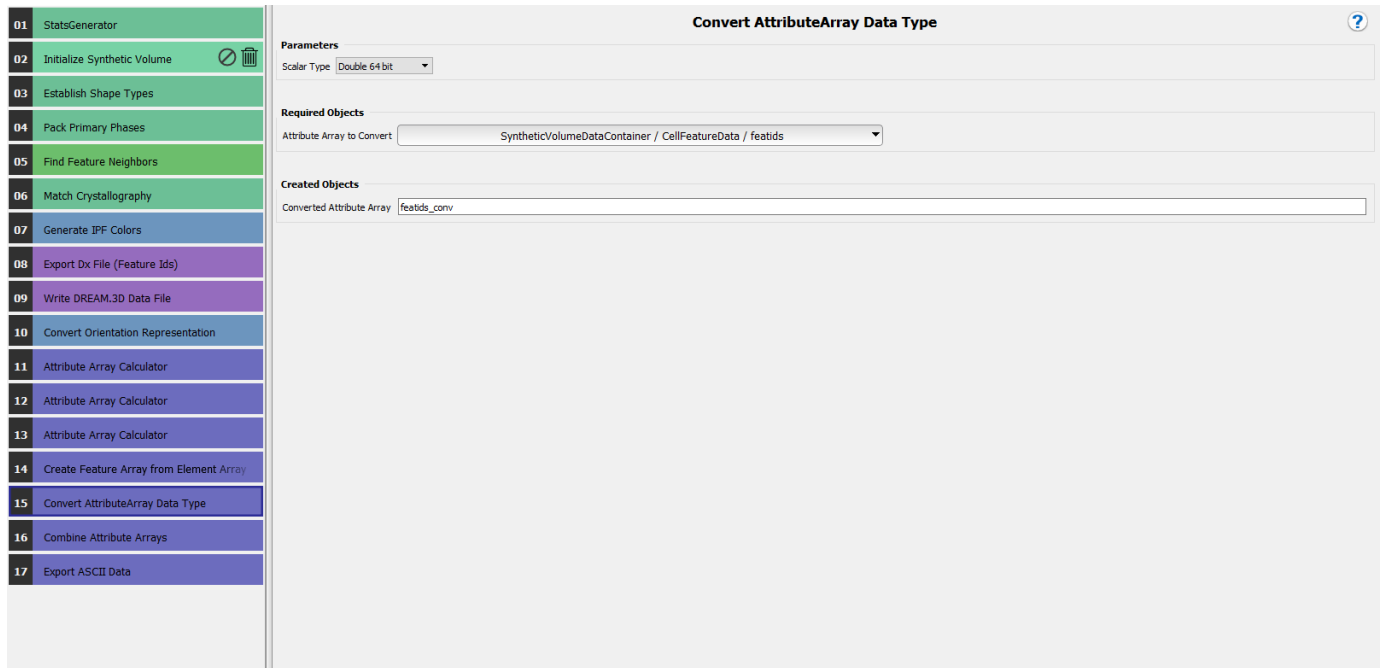 01 StatsGenerator
02 Initialize Synthetic Volume
03 Establish Shape Types
04 Pack Primary Phases
05 Find Feature Neighbors
06 Match Crystallography
07 Generate IPF Colors
08 Export Dx File (Feature Ids)
09 Write DREAM.3D Data File
10 Convert Orientation Representation
11 Attribute Array Calculator
12 Attribute Array Calculator
13 Attribute Array Calculator
14 Create Feature Array from Element Array
15 Convert AttributeArray Data Type
16 Combine Attribute Arrays
17 Export ASCII Data
Convert AttributeArray Data Type
?
Parameters
Scalar Type Double 64 bit
Required Objects
Attribute Array to Convert SyntheticVolumeDataContainer / CellFeatureData / featids
Created Objects
Converted Attribute Array featids_conv